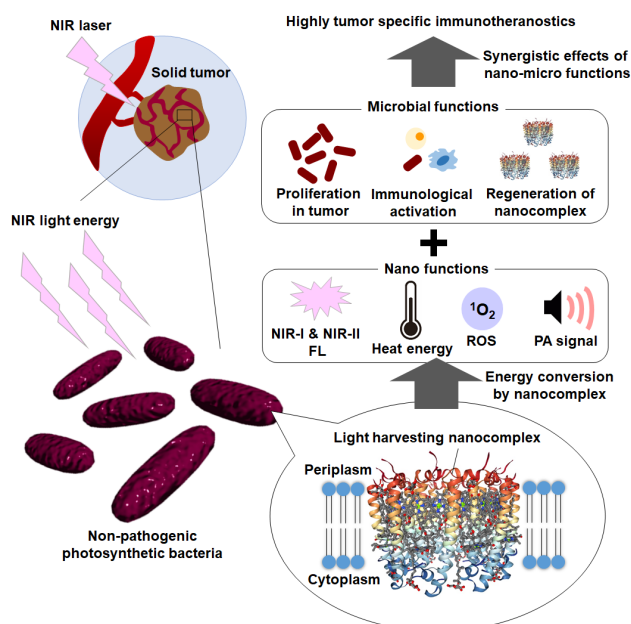 NIR laser
Solid tumor
NIR light energy
Non-pathogenic
photosynthetic bacteria
Highly tumor specific immunotheranostics
Synergistic effects of
nano-micro functions
Microbial functions
Proliferation
in tumor
Immunological
activation
Regeneration of
nanocomplex
+
Nano functions
NIR-I & NIR-II
FL
Heat energy
¹O₂
ROS
PA signal
Energy conversion
by nanocomplex
Light harvesting nanocomplex
Periplasm
Cytoplasm